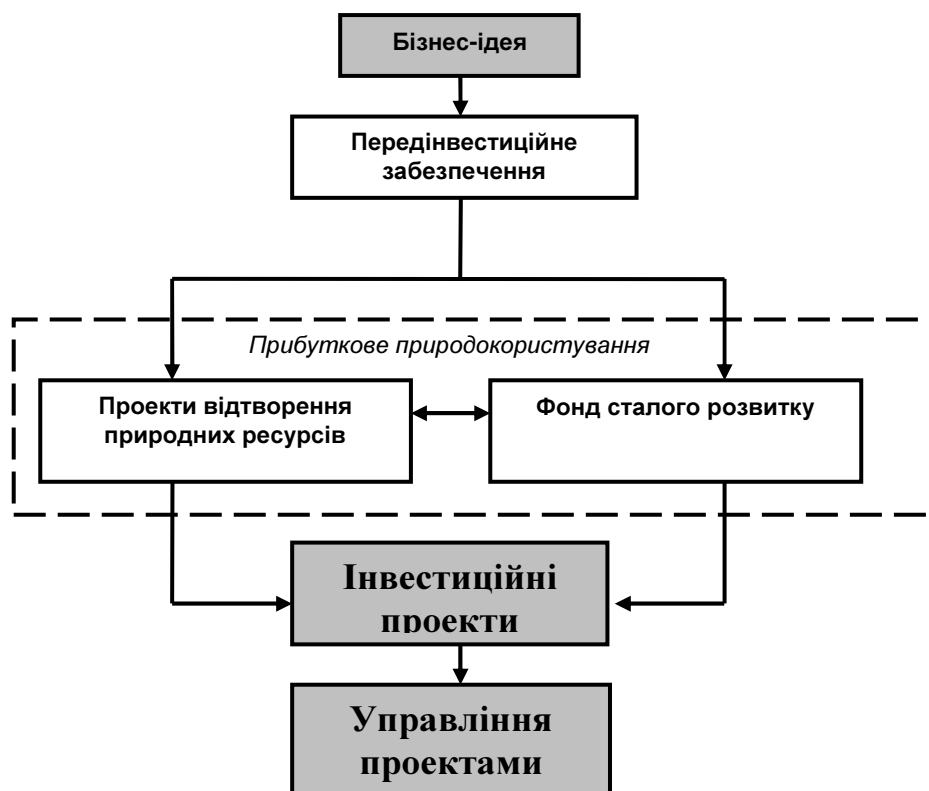 Бізнес-ідея
Передінвестиційне
забезпечення
Прибуткове природокористування
Проекти відтворення
природних ресурсів
Фонд сталого розвитку
Інвестиційні
проекти
Управління
проектами